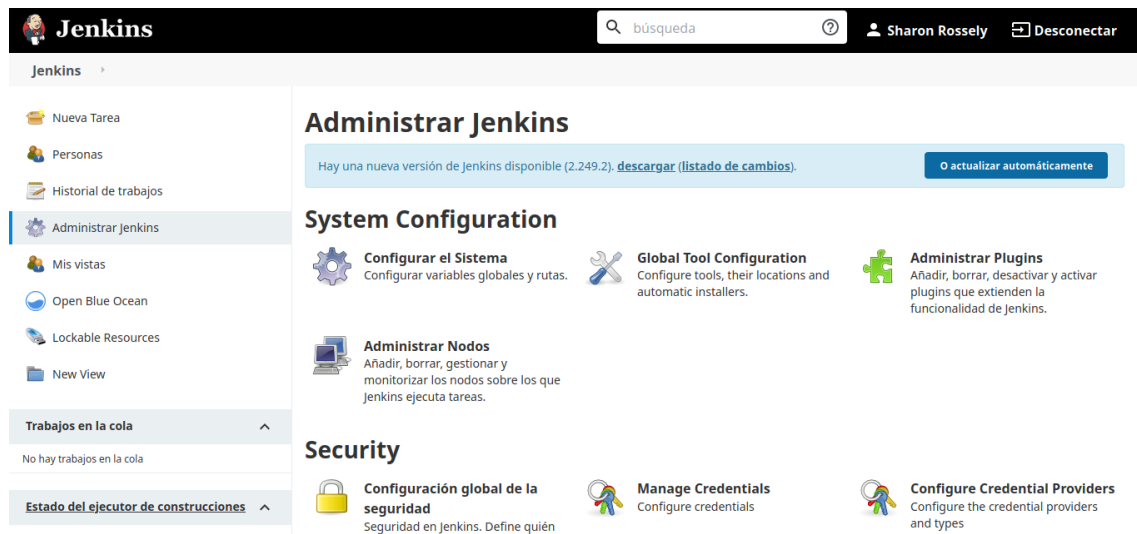 Jenkins
búsqueda
Sharon Rossely
Desconectar
Jenkins
Nueva Tarea
Personas
Historial de trabajos
Administrar Jenkins
Mis vistas
Open Blue Ocean
Lockable Resources
New View
Trabajos en la cola
No hay trabajos en la cola
Estado del ejecutor de construcciones
Administrar Jenkins
Hay una nueva versión de Jenkins disponible (2.249.2). descargar (listado de cambios).
O actualizar automáticamente
System Configuration
Configurar el Sistema
Configurar variables globales y rutas.
Global Tool Configuration
Configure tools, their locations and
automatic installers.
Administrar Plugins
Añadir, borrar, desactivar y activar
plugins que extienden la
funcionalidad de Jenkins.
Administrar Nodos
Añadir, borrar, gestionar y
monitorizar los nodos sobre los que
Jenkins ejecuta tareas.
Security
Configuración global de la
seguridad
Seguridad en Jenkins. Define quién
Manage Credentials
Configure credentials
Configure Credential Providers
Configure the credential providers
and types